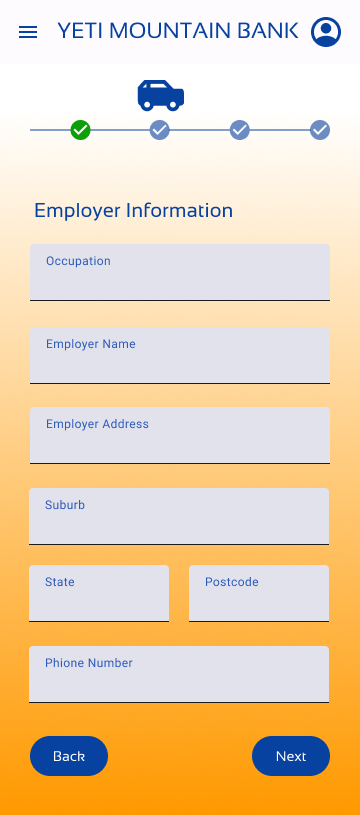 YETI MOUNTAIN BANK
Employer Information
Occupation
Employer Name
Employer Address
Suburb
State Postcode
Phione Number
Back Next